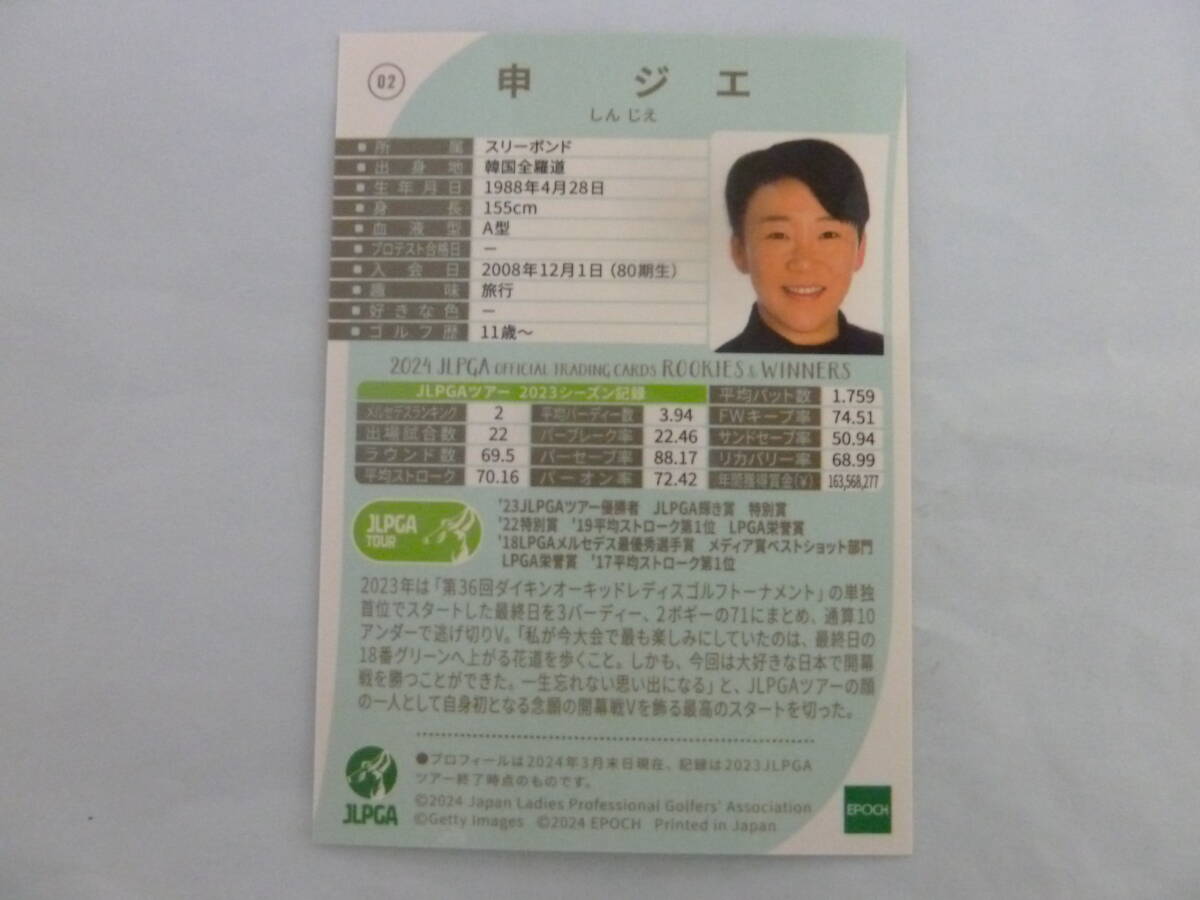 02
申 ジエ
しん じえ
■所属 スリーボンド
■出身地 韓国全羅道
■生年月日 1988年4月28日
■身長 155cm
■血液型 A型
■プロテスト合格日 ー
■入会日 2008年12月1日（80期生）
■趣味 旅行
■好きな色 ー
■ゴルフ歴 11歳〜
2024 JLPGA OFFICIAL TRADING CARDS ROOKIES & WINNERS
JLPGAツアー 2023シーズン記録 平均パット数 1.759
メルセデスランキング 2 平均バーディー数 3.94 FWキープ率 74.51
出場試合数 22 パーブレーク率 22.46 サンドセーブ率 50.94
ラウンド数 69.5 パーセーブ率 88.17 リカバリー率 68.99
平均ストローク 70.16 パーオン率 72.42 年間獲得賞金(¥) 163,568,277
JLPGA
TOUR
'23JLPGAツアー優勝者 JLPGA輝き賞 特別賞
'22特別賞 '19平均ストローク第1位 LPGA栄誉賞
'18LPGAメルセデス最優秀選手賞 メディア賞ベストショット部門
LPGA栄誉賞 '17平均ストローク第1位
2023年は「第36回ダイキンオーキッドレディスゴルフトーナメント」の単独
首位でスタートした最終日を3バーディー、2ボギーの71にまとめ、通算10
アンダーで逃げ切りV。「私が今大会で最も楽しみにしていたのは、最終日の
18番グリーンへ上がる花道を歩くこと。しかも、今回は大好きな日本で開幕
戦を勝つことができた。一生忘れない思い出になる」と、JLPGAツアーの顔
の一人として自身初となる念願の開幕戦Vを飾る最高のスタートを切った。
●プロフィールは2024年3月末日現在、記録は2023JLPGA
ツアー終了時点のものです。
©2024 Japan Ladies Professional Golfers' Association
©Getty Images ©2024 EPOCH Printed in Japan
JLPGA
EPOCH